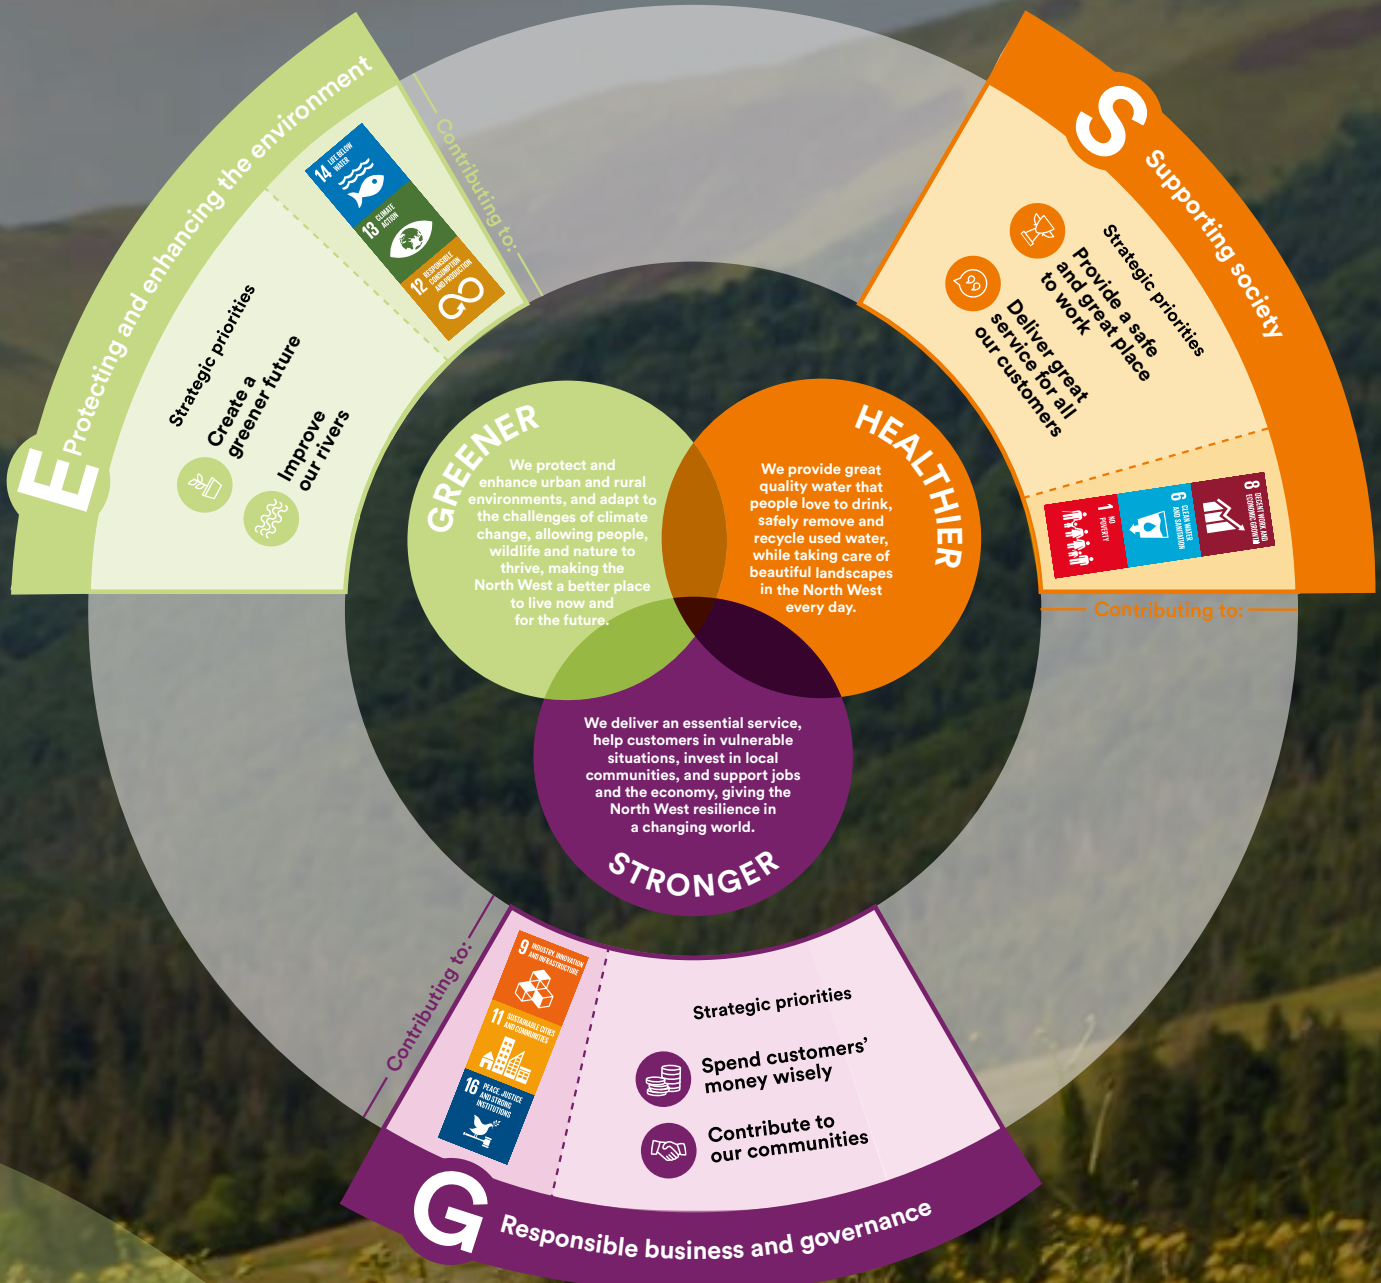 E
Protecting and enhancing the environment
Strategic priorities
Create a
greener future
Improve
our rivers
Contributing to:
14 LIFE BELOW
WATER
13 CLIMATE
ACTION
12 RESPONSIBLE
CONSUMPTION
AND PRODUCTION
S
Supporting society
Strategic priorities
Provide a safe
and great place
to work
Deliver great
service for all
our customers
1 NO
POVERTY
6 CLEAN WATER
AND SANITATION
8 DECENT WORK AND
ECONOMIC GROWTH
Contributing to:
GREENER
We protect and
enhance urban and rural
environments, and adapt to
the challenges of climate
change, allowing people,
wildlife and nature to
thrive, making the
North West a better place
to live now and
for the future.
HEALTHIER
We provide great
quality water that
people love to drink,
safely remove and
recycle used water,
while taking care of
beautiful landscapes
in the North West
every day.
We deliver an essential service,
help customers in vulnerable
situations, invest in local
communities, and support jobs
and the economy, giving the
North West resilience in
a changing world.
STRONGER
Contributing to:
9 INDUSTRY, INNOVATION
AND INFRASTRUCTURE
11 SUSTAINABLE CITIES
AND COMMUNITIES
16 PEACE, JUSTICE
AND STRONG
INSTITUTIONS
Strategic priorities
Spend customers’
money wisely
Contribute to
our communities
G
Responsible business and governance